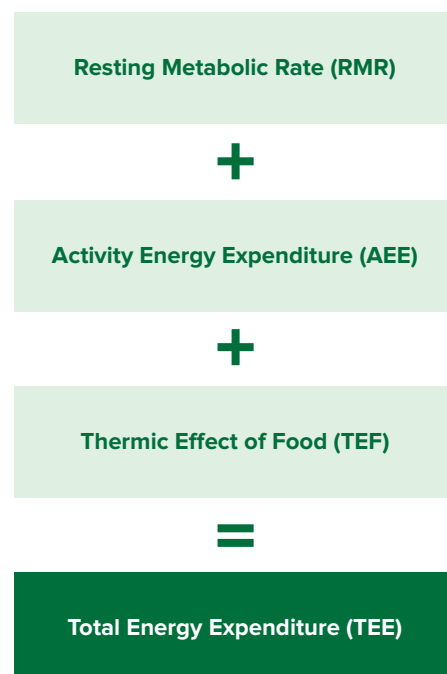 Resting Metabolic Rate (RMR)
+
Activity Energy Expenditure (AEE)
+
Thermic Effect of Food (TEF)
=
Total Energy Expenditure (TEE)